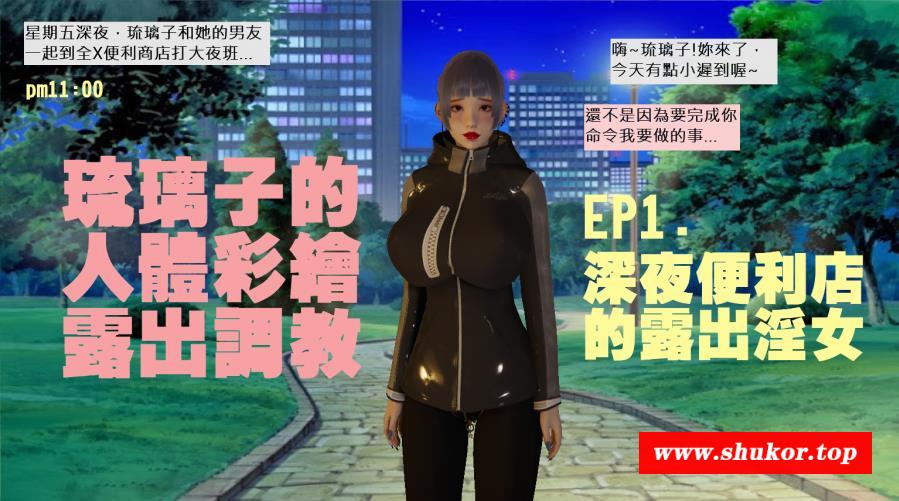 星期五深夜，琉璃子和她的男友
一起到全X便利商店打大夜班...
pm11:00
嗨~琉璃子!妳來了，
今天有點小遲到喔~
還不是因為要完成你
命令我要做的事...
琉璃子的
人體彩繪
露出調教
EP1.
深夜便利店
的露出淫女
www.shukor.top